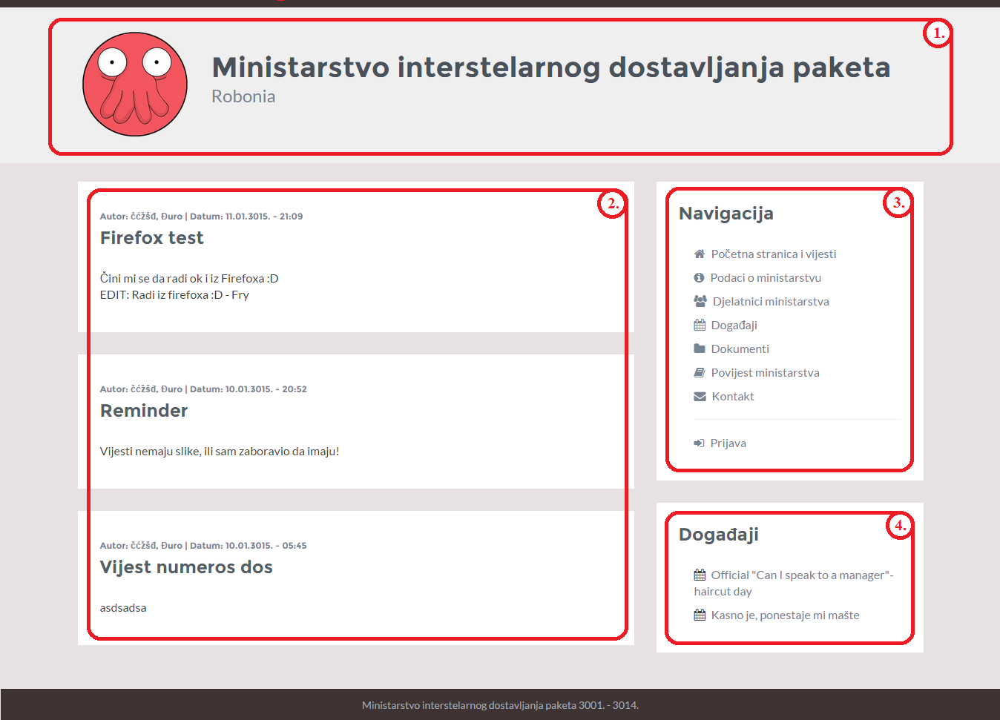 1.
Ministarstvo interstelarnog dostavljanja paketa
Robonia
2.
Autor: čćžšđ, Đuro | Datum: 11.01.3015. - 21:09
Firefox test
Čini mi se da radi ok i iz Firefoxa :D
EDIT: Radi iz firefoxa :D - Fry
Autor: čćžšđ, Đuro | Datum: 10.01.3015. - 20:52
Reminder
Vijesti nemaju slike, ili sam zaboravio da imaju!
Autor: čćžšđ, Đuro | Datum: 10.01.3015. - 05:45
Vijest numeros dos
asdsadsa
3.
Navigacija
Početna stranica i vijesti
Podaci o ministarstvu
Djelatnici ministarstva
Događaji
Dokumenti
Povijest ministarstva
Kontakt
Prijava
4.
Događaji
Official "Can I speak to a manager"-
haircut day
Kasno je, ponestaje mi mašte
Ministarstvo interstelarnog dostavljanja paketa 3001. - 3014.